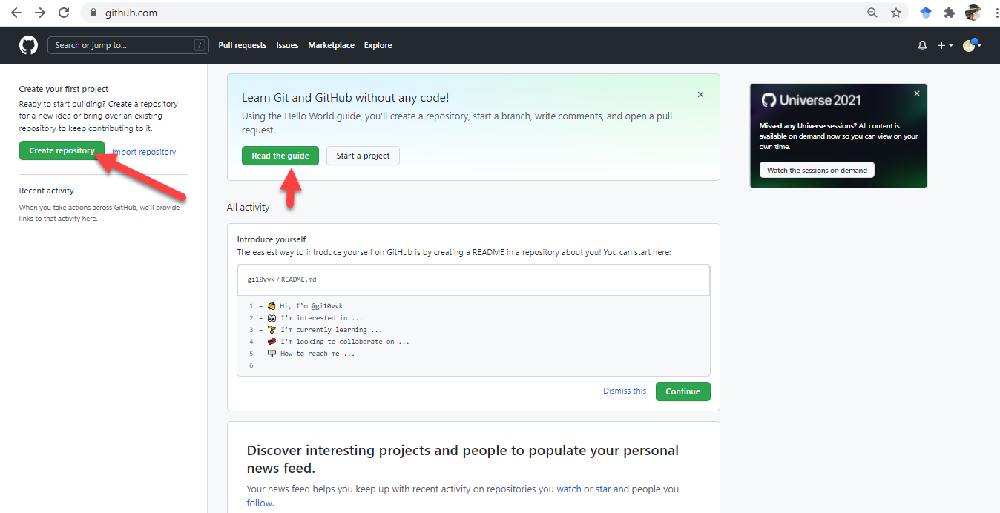 github.com
Search or jump to... /
Pull requests Issues Marketplace Explore
Create your first project
Ready to start building? Create a repository
for a new idea or bring over an existing
repository to keep contributing to it.
Create repository Import repository
Recent activity
When you take actions across GitHub, we'll provide
links to that activity here.
Learn Git and GitHub without any code!
Using the Hello World guide, you'll create a repository, start a branch, write comments, and open a pull
request.
Read the guide Start a project
All activity
Introduce yourself
The easiest way to introduce yourself on GitHub is by creating a README in a repository about you! You can start here:
gil0vvk/README.md
1 - 👋 Hi, I'm @gil0vvk
2 - 👀 I'm interested in ...
3 - 🌱 I'm currently learning ...
4 - 💞️ I'm looking to collaborate on ...
5 - 📫 How to reach me ...
6
Dismiss this Continue
Discover interesting projects and people to populate your personal
news feed.
Your news feed helps you keep up with recent activity on repositories you watch or star and people you
follow.
Universe 2021
Missed any Universe sessions? All content is
available on demand now so you can view on your
own time.
Watch the sessions on demand